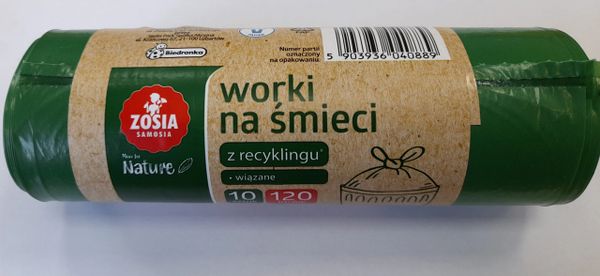 Biedronka
Numer partii
oznaczony
na opakowaniu.
5 903936 040889
ZOSIA
SAMOSIA
Nature
worki
na śmieci
z recyklingu*
• wiązane
10
120